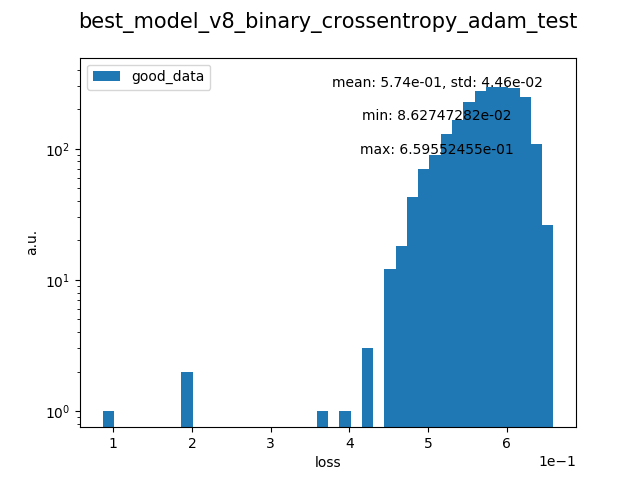 best_model_v8_binary_crossentropy_adam_test
good_data
mean: 5.74e-01, std: 4.46e-02
min: 8.62747282e-02
max: 6.59552455e-01
a.u.
10²
10¹
10⁰
1 2 3 4 5 6
loss
1e−1